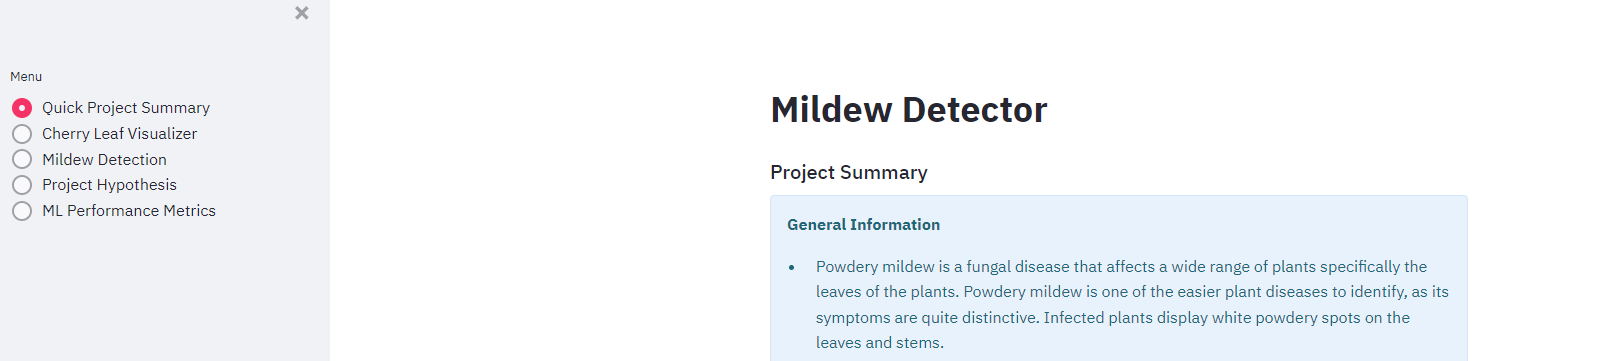 Menu
Quick Project Summary
Cherry Leaf Visualizer
Mildew Detection
Project Hypothesis
ML Performance Metrics
Mildew Detector
Project Summary
General Information
• Powdery mildew is a fungal disease that affects a wide range of plants specifically the
leaves of the plants. Powdery mildew is one of the easier plant diseases to identify, as its
symptoms are quite distinctive. Infected plants display white powdery spots on the
leaves and stems.